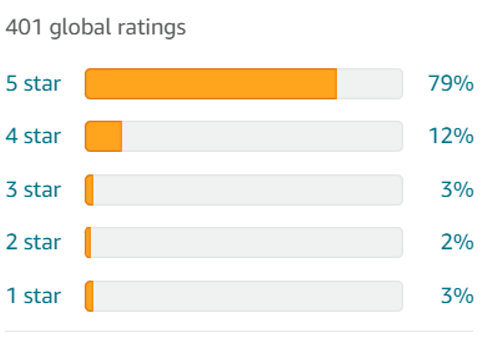 401 global ratings
5 star 79%
4 star 12%
3 star 3%
2 star 2%
1 star 3%